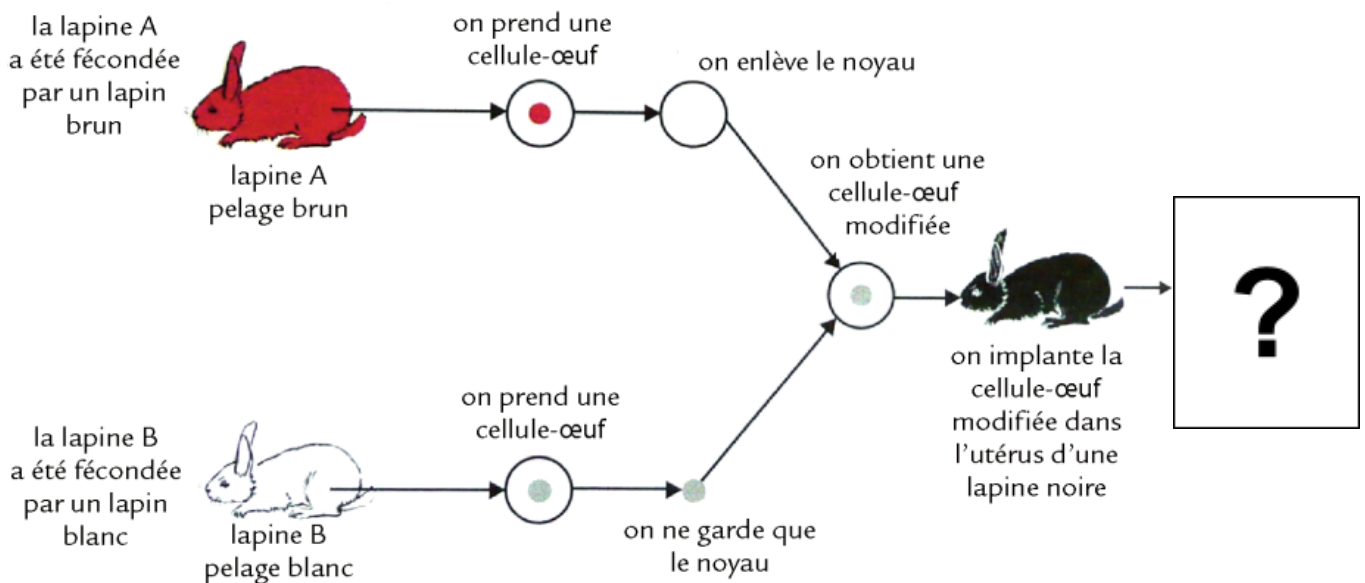 la lapine A
a été fécondée
par un lapin
brun
lapine A
pelage brun
on prend une
cellule-œuf
on enlève le noyau
on obtient une
cellule-œuf
modifiée
?
on implante la
cellule-œuf
modifiée dans
l'utérus d'une
lapine noire
la lapine B
a été fécondée
par un lapin
blanc
lapine B
pelage blanc
on prend une
cellule-œuf
on ne garde que
le noyau